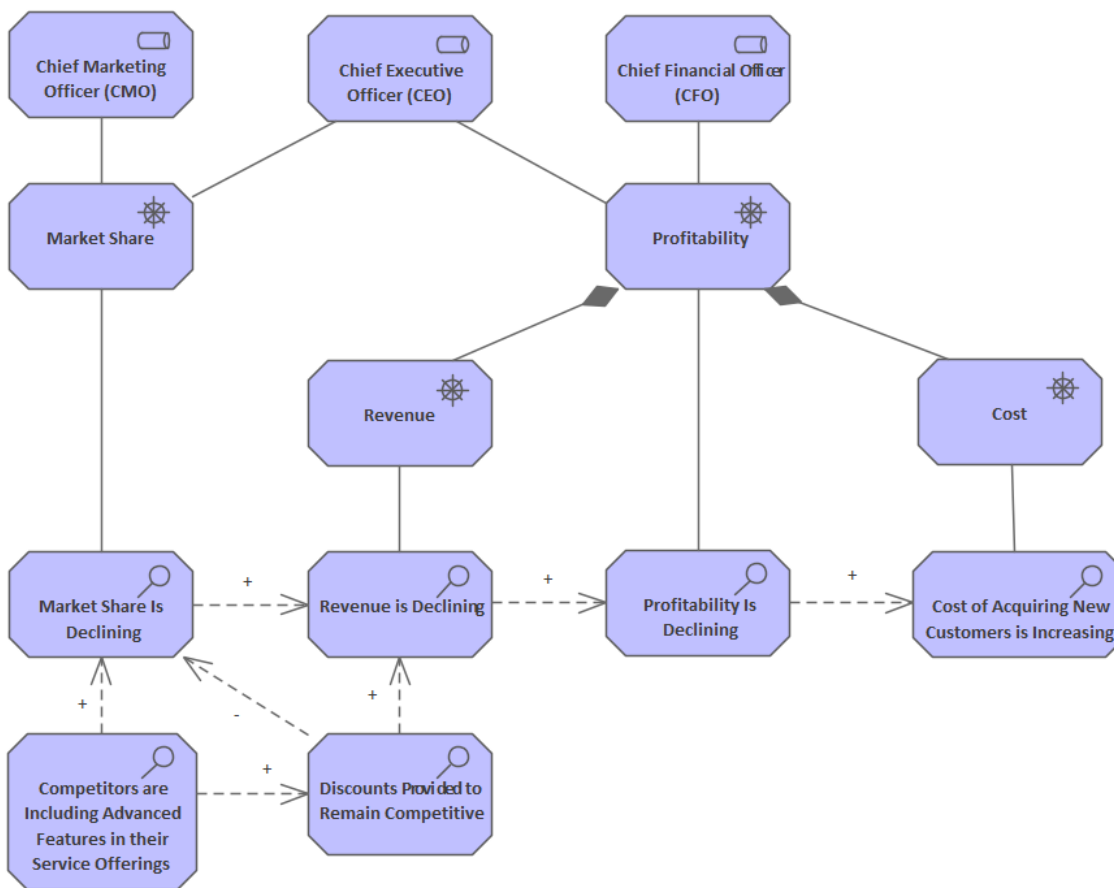 Chief Marketing
Officer (CMO)
Chief Executive
Officer (CEO)
Chief Financial Officer
(CFO)
Market Share
Profitability
Revenue
Cost
Market Share Is
Declining
+
Revenue is Declining
+
Profitability Is
Declining
+
Cost of Acquiring New
Customers is Increasing
+
-
+
Competitors are
Including Advanced
Features in their
Service Offerings
+
Discounts Provided to
Remain Competitive